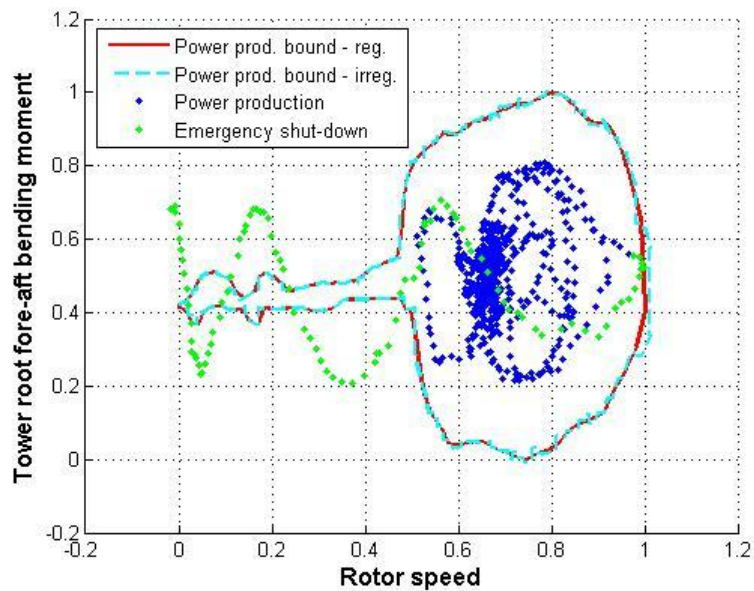 1.2
1
0.8
0.6
0.4
0.2
0
-0.2
Tower root fore-aft bending moment
Power prod. bound - reg.
Power prod. bound - irreg.
Power production
Emergency shut-down
-0.2 0 0.2 0.4 0.6 0.8 1 1.2
Rotor speed